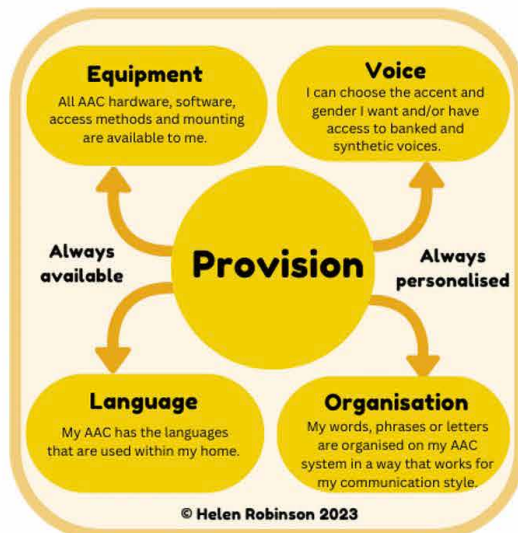 Equipment
All AAC hardware, software,
access methods and mounting
are available to me.
Voice
I can choose the accent and
gender I want and/or have
access to banked and
synthetic voices.
Always
available
Provision
Always
personalised
Language
My AAC has the languages
that are used within my home.
Organisation
My words, phrases or letters
are organised on my AAC
system in a way that works for
my communication style.
© Helen Robinson 2023